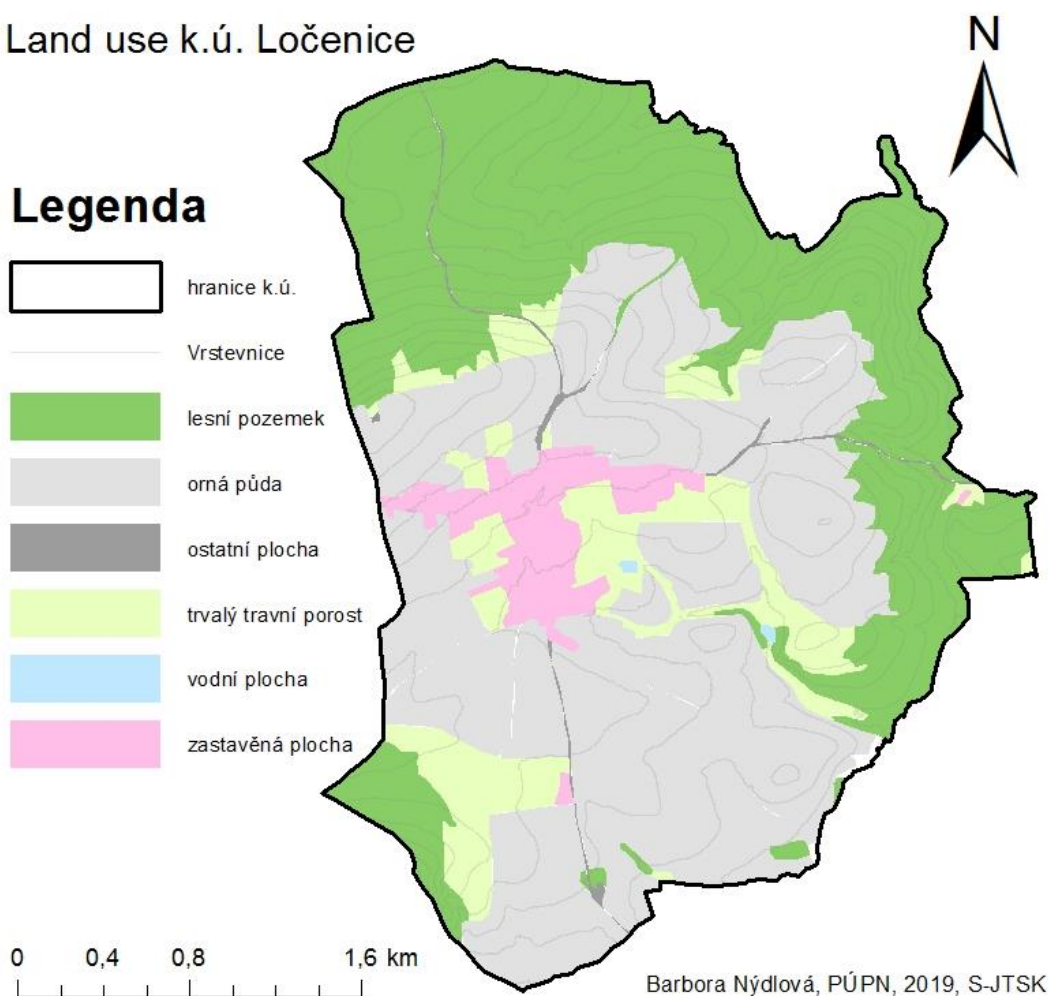 Land use k.ú. Ločenice
N
Legenda
hranice k.ú.
Vrstevnice
lesní pozemek
orná půda
ostatní plocha
trvalý travní porost
vodní plocha
zastavěná plocha
0 0,4 0,8 1,6 km
Barbora Nýdlová, PÚPN, 2019, S-JTSK